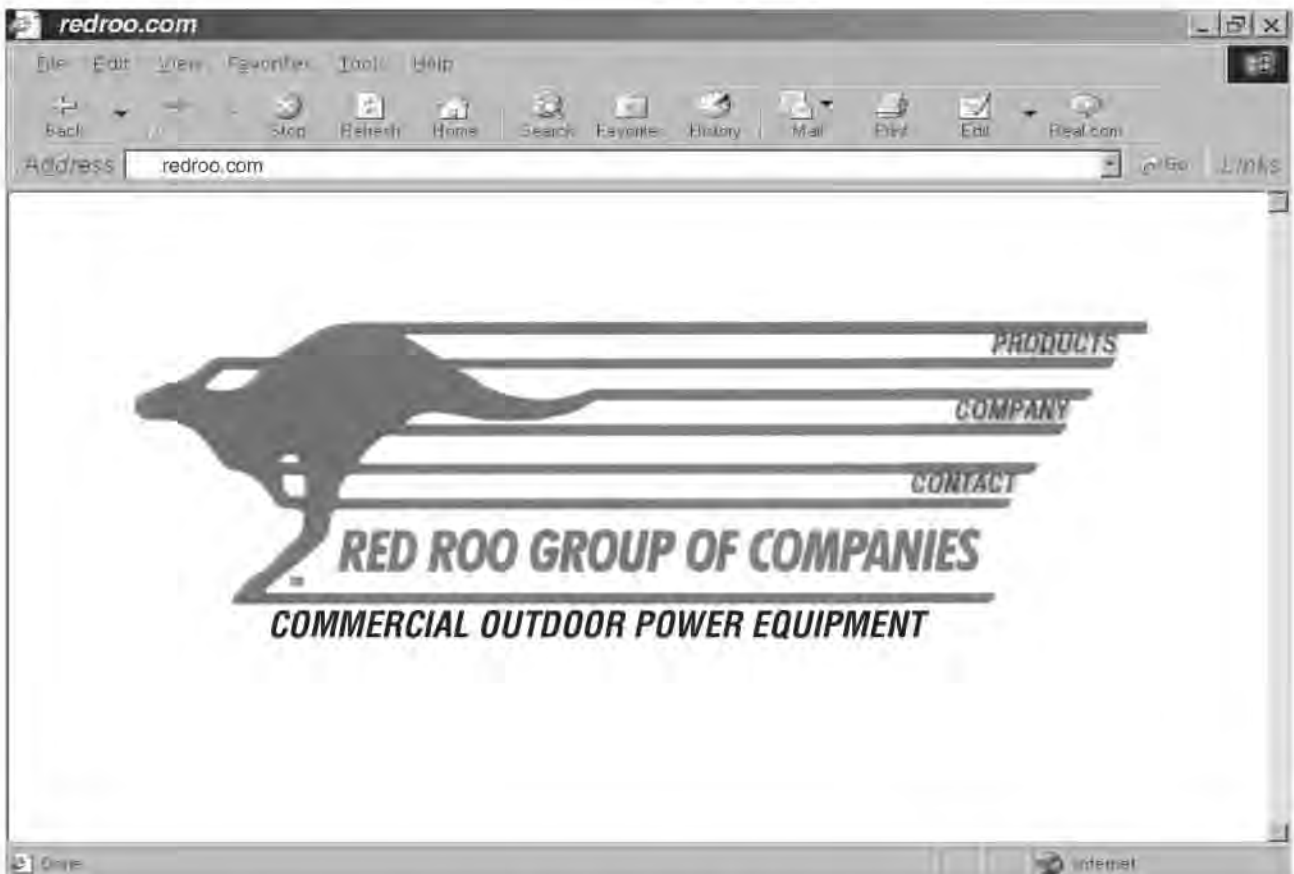 redroo.com
File Edit View Favorites Tools Help
Back Stop Refresh Home Search Favorites History Mail Print Edit Real.com
Address redroo.com Go Links
PRODUCTS
COMPANY
CONTACT
RED ROO GROUP OF COMPANIES
COMMERCIAL OUTDOOR POWER EQUIPMENT
Done Internet